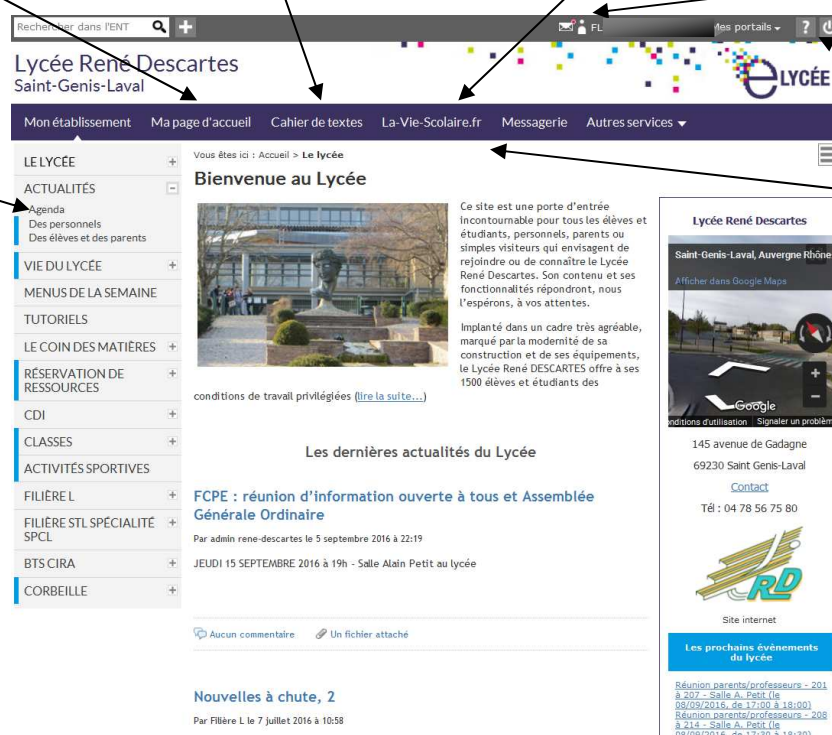 Rechercher dans l'ENT
FL
Mes portails
?
Lycée René Descartes
Saint-Genis-Laval
LYCÉE
Mon établissement Ma page d'accueil Cahier de textes La-Vie-Scolaire.fr Messagerie Autres services
LE LYCÉE
ACTUALITÉS
Agenda
Des personnels
Des élèves et des parents
VIE DU LYCÉE
MENUS DE LA SEMAINE
TUTORIELS
LE COIN DES MATIÈRES
RÉSERVATION DE
RESSOURCES
CDI
CLASSES
ACTIVITÉS SPORTIVES
FILIÈRE L
FILIÈRE STL SPÉCIALITÉ
SPCL
BTS CIRA
CORBEILLE
Vous êtes ici : Accueil > Le lycée
Bienvenue au Lycée
Ce site est une porte d'entrée
incontournable pour tous les élèves et
étudiants, personnels, parents ou
simples visiteurs qui envisagent de
rejoindre ou de connaître le Lycée
René Descartes. Son contenu et ses
fonctionnalités répondront, nous
l'espérons, à vos attentes.
Implanté dans un cadre très agréable,
marqué par la modernité de sa
construction et de ses équipements,
le Lycée René DESCARTES offre à ses
1500 élèves et étudiants des
conditions de travail privilégiées (lire la suite...)
Les dernières actualités du Lycée
FCPE : réunion d'information ouverte à tous et Assemblée
Générale Ordinaire
Par admin rene-descartes le 5 septembre 2016 à 22:19
JEUDI 15 SEPTEMBRE 2016 à 19h - Salle Alain Petit au lycée
Aucun commentaire Un fichier attaché
Nouvelles à chute, 2
Par Filière L le 7 juillet 2016 à 10:58
Lycée René Descartes
Saint-Genis-Laval, Auvergne Rhône
Afficher dans Google Maps
Google
onditions d'utilisation Signaler un problèm
145 avenue de Gadagne
69230 Saint Genis-Laval
Contact
Tél : 04 78 56 75 80
RD
Site internet
Les prochains évènements
du lycée
Réunion parents/professeurs - 201
à 207 - Salle A. Petit (le
08/09/2016, de 17:00 à 18:00)
Réunion parents/professeurs - 208
à 214 - Salle A. Petit (le
08/09/2016, de 17:30 à 18:30)